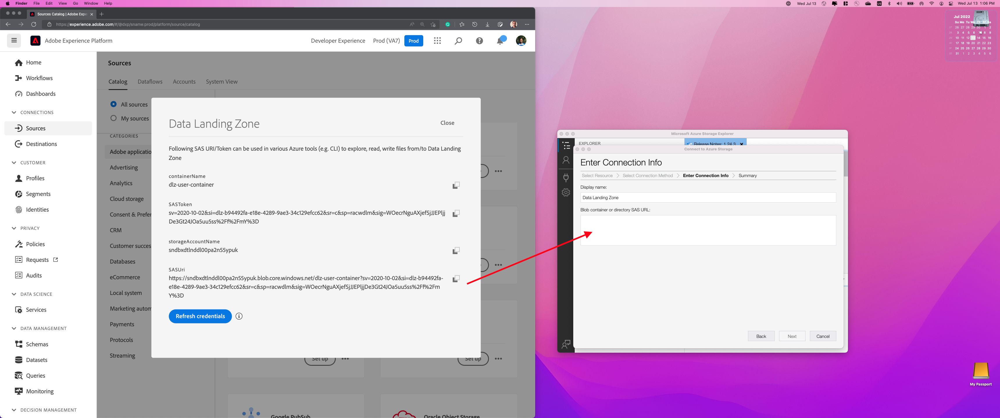 Finder File Edit View Go Window Help
Wed Jul 13
US
Wed Jul 13 1:06 PM
Sources Catalog | Adobe Expe
https://experience.adobe.com/#/@dxp/sname:prod/platform/source/catalog
Adobe Experience Platform
Developer Experience
Prod (VA7)
Prod
Home
Workflows
Dashboards
CONNECTIONS
Sources
Destinations
CUSTOMER
Profiles
Segments
Identities
PRIVACY
Policies
Requests
Audits
DATA SCIENCE
Services
DATA MANAGEMENT
Schemas
Datasets
Queries
Monitoring
DECISION MANAGEMENT
Sources
Catalog Dataflows Accounts System View
All sources
My sources
CATEGORIES
Adobe applicatio
Advertising
Analytics
Cloud storage
Consent & Prefer
CRM
Customer succes
Databases
eCommerce
Local system
Marketing autom
Payments
Protocols
Streaming
Data Landing Zone
Close
Following SAS URI/Token can be used in various Azure tools (e.g. CLI) to explore, read, write files from/to Data Landing
Zone
containerName
dlz-user-container
SASToken
sv=2020-10-02&si=dlz-b94492fa-e18e-4289-9ae3-34c129efcc62&sr=c&sp=racwdlm&sig=WOecrNguAXjefSjJJEPljj
De3Gt24JOa5uu5ss%2Ff%2FmY%3D
storageAccountName
sndbxdtlnddl00pa2n55ypuk
SASUri
https://sndbxdtlnddl00pa2n55ypuk.blob.core.windows.net/dlz-user-container?sv=2020-10-02&si=dlz-b94492fa-
e18e-4289-9ae3-34c129efcc62&sr=c&sp=racwdlm&sig=WOecrNguAXjefSjJJEPljjDe3Gt24JOa5uu5ss%2Ff%2Fm
Y%3D
Refresh credentials
Set up
Set up
Google PubSub
Oracle Object Storage
Microsoft Azure Storage Explorer
EXPLORER
Release Notes: 1.24.3
Connect to Azure Storage
Enter Connection Info
Select Resource Select Connection Method Enter Connection Info Summary
Display name:
Data Landing Zone
Blob container or directory SAS URL:
Back
Next
Cancel
Jul 2022
Su Mo Tu We Th Fr Sa
27 26 27 28 29 30 1 2
28 3 4 5 6 7 8 9
29 10 11 12 13 14 15 16
30 17 18 19 20 21 22 23
31 24 25 26 27 28 29 30
32 31 1 2 3 4 5 6
My Passport